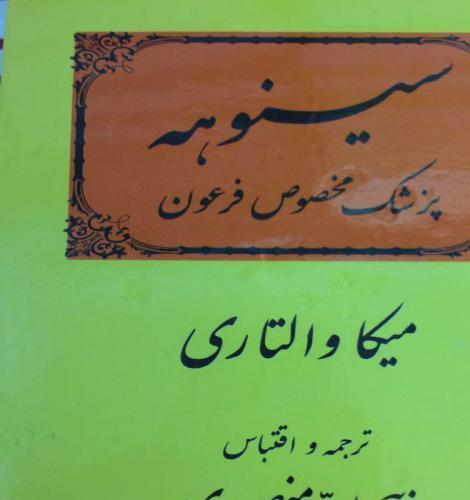 سینوهه
پزشک مخصوص فرعون
میکا والتاری
ترجمه و اقتباس